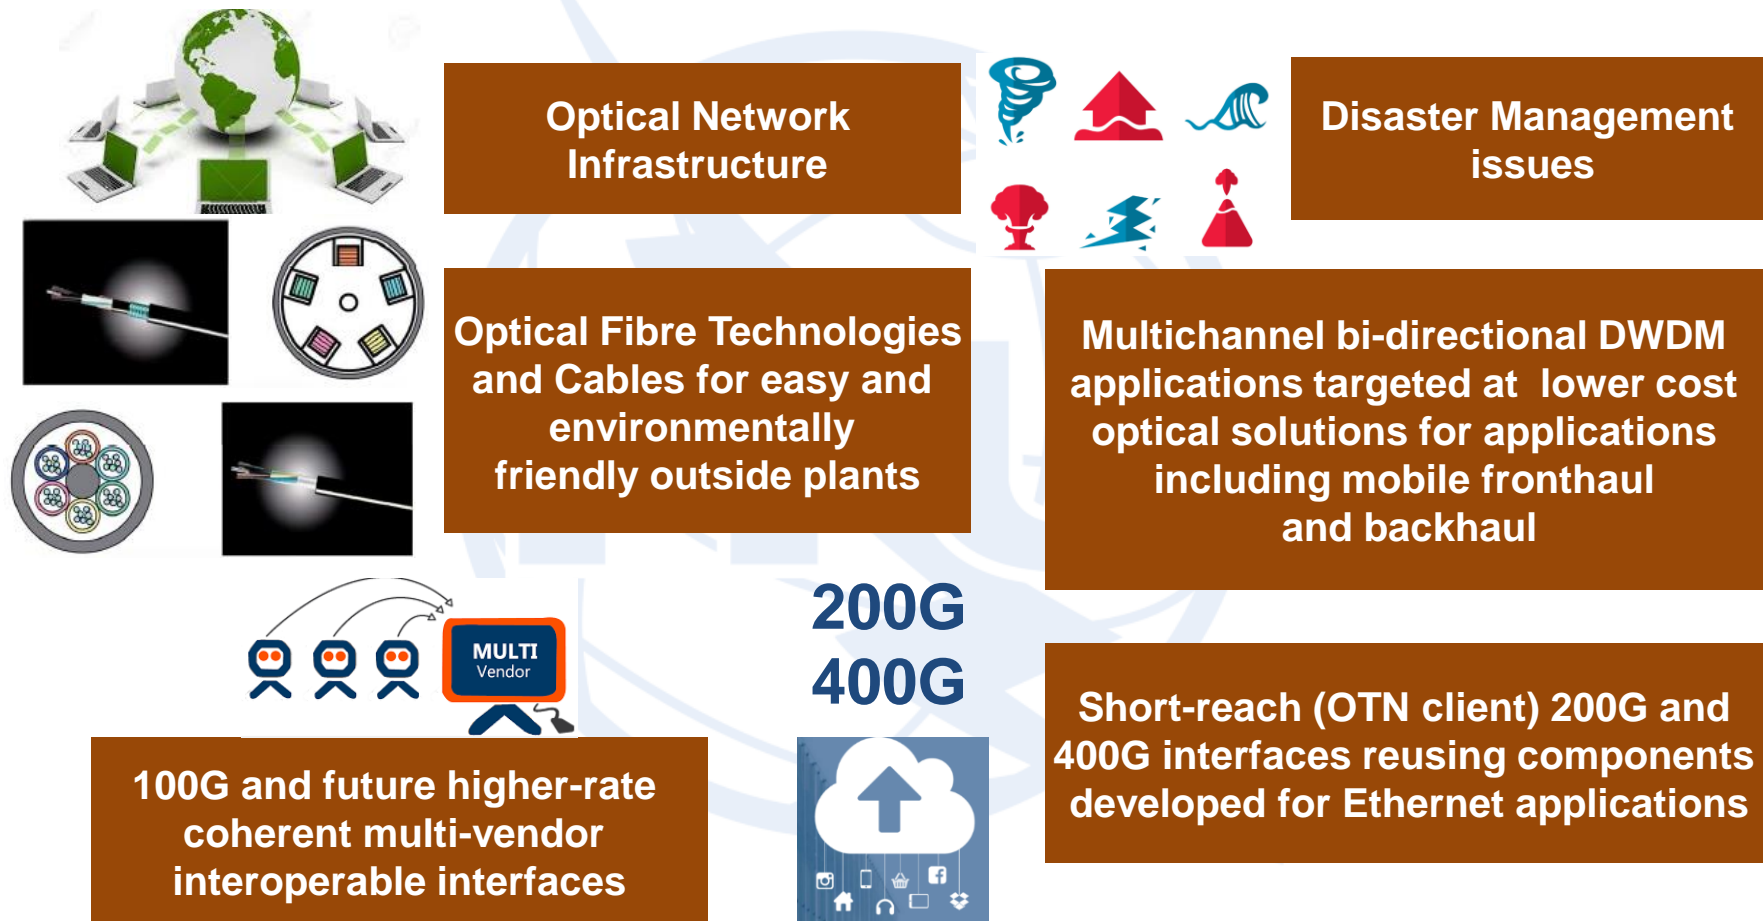 Optical Network
Infrastructure
Disaster Management
issues
Optical Fibre Technologies
and Cables for easy and
environmentally
friendly outside plants
Multichannel bi-directional DWDM
applications targeted at lower cost
optical solutions for applications
including mobile fronthaul
and backhaul
MULTI
Vendor
200G
400G
100G and future higher-rate
coherent multi-vendor
interoperable interfaces
Short-reach (OTN client) 200G and
400G interfaces reusing components
developed for Ethernet applications